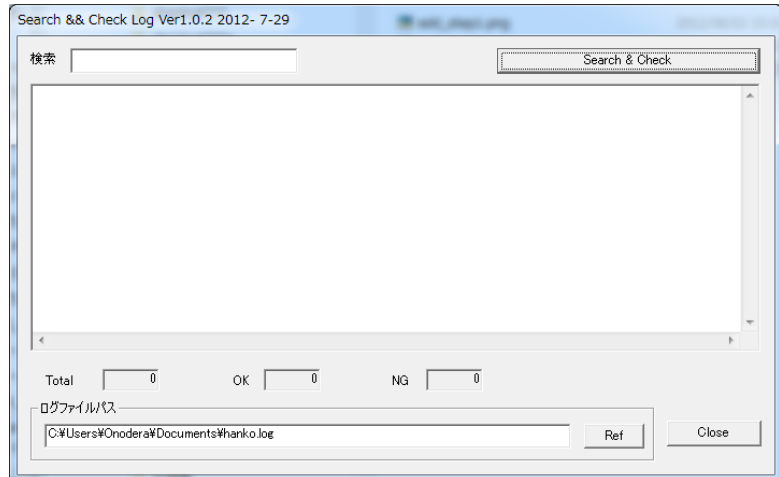 Search && Check Log Ver1.0.2 2012- 7-29
検索
Search & Check
Total 0 OK 0 NG 0
ログファイルパス
C:¥Users¥Onodera¥Documents¥hanko.log
Ref
Close